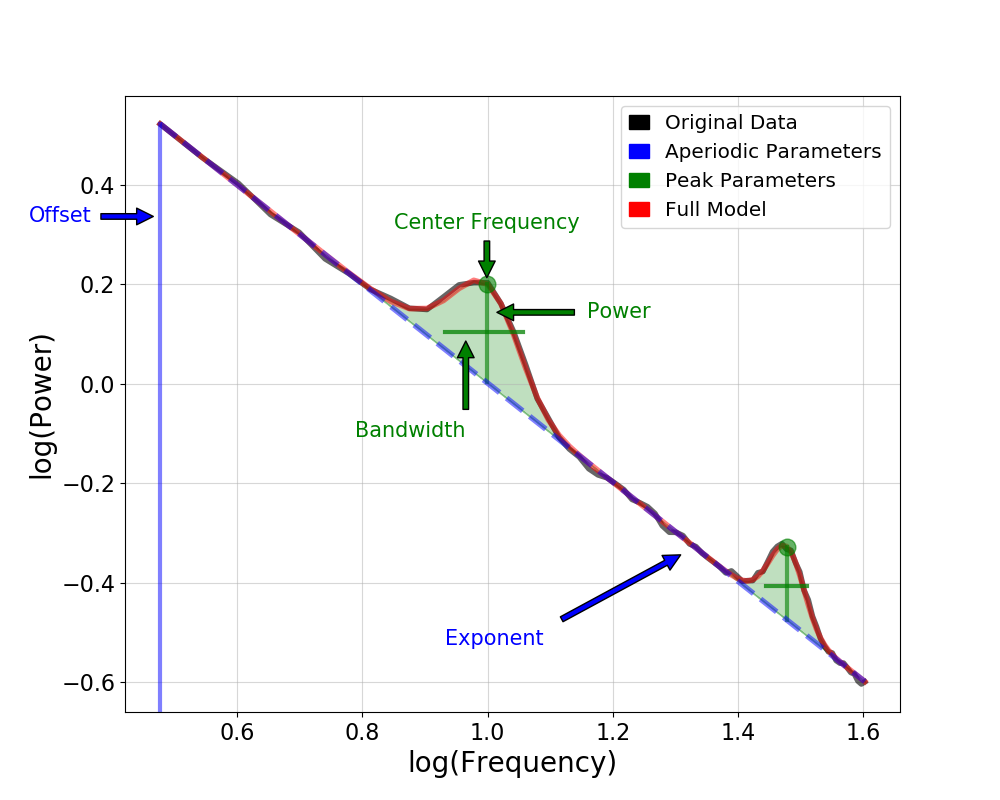 Original Data
Aperiodic Parameters
Peak Parameters
Full Model
Offset
Center Frequency
Power
Bandwidth
Exponent
log(Power)
0.4
0.2
0.0
−0.2
−0.4
−0.6
0.6
0.8
1.0
1.2
1.4
1.6
log(Frequency)